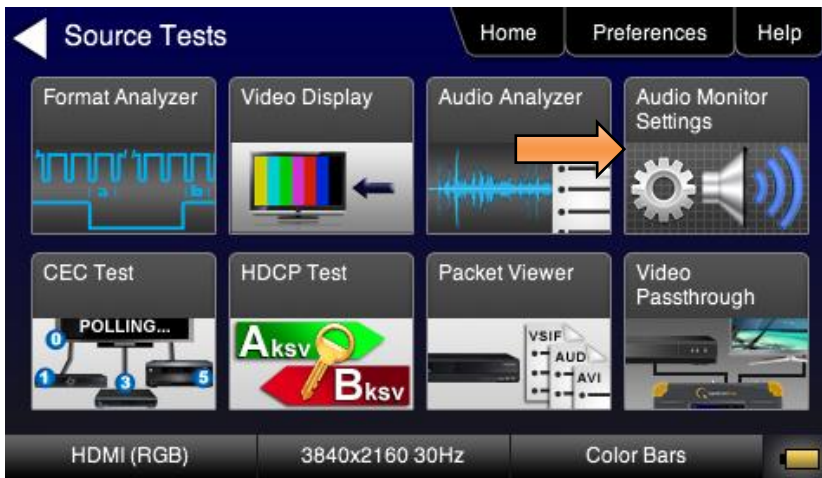 Source Tests
Home
Preferences
Help
Format Analyzer
Video Display
Audio Analyzer
Audio Monitor
Settings
a
b
CEC Test
HDCP Test
Packet Viewer
Video
Passthrough
POLLING...
0
1
3
5
Aksv
Bksv
VSIF
AUD
AVI
HDMI (RGB)
3840x2160 30Hz
Color Bars